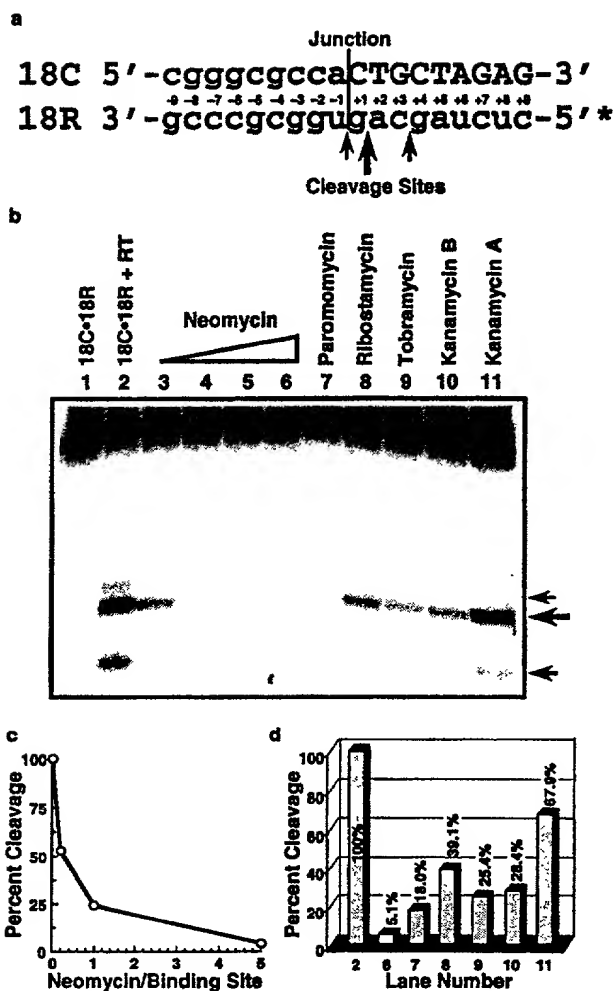 a
Junction
18C 5'-cgggcgccaCTGCTAGAG-3'
-9 -8 -7 -6 -5 -4 -3 -2 -1 +1 +2 +3 +4 +5 +6 +7 +8 +9
18R 3'-gcccgcggugacgaucuc-5'*
Cleavage Sites
b
18C•18R
18C•18R + RT
Neomycin
Paromomycin
Ribostamycin
Tobramycin
Kanamycin B
Kanamycin A
1 2 3 4 5 6 7 8 9 10 11
c
Percent Cleavage
100
75
50
25
0
0 1 2 3 4 5
Neomycin/Binding Site
d
Percent Cleavage
100
80
60
40
20
0
100%
5.1%
18.0%
39.1%
25.4%
28.4%
67.9%
2 6 7 8 9 10 11
Lane Number